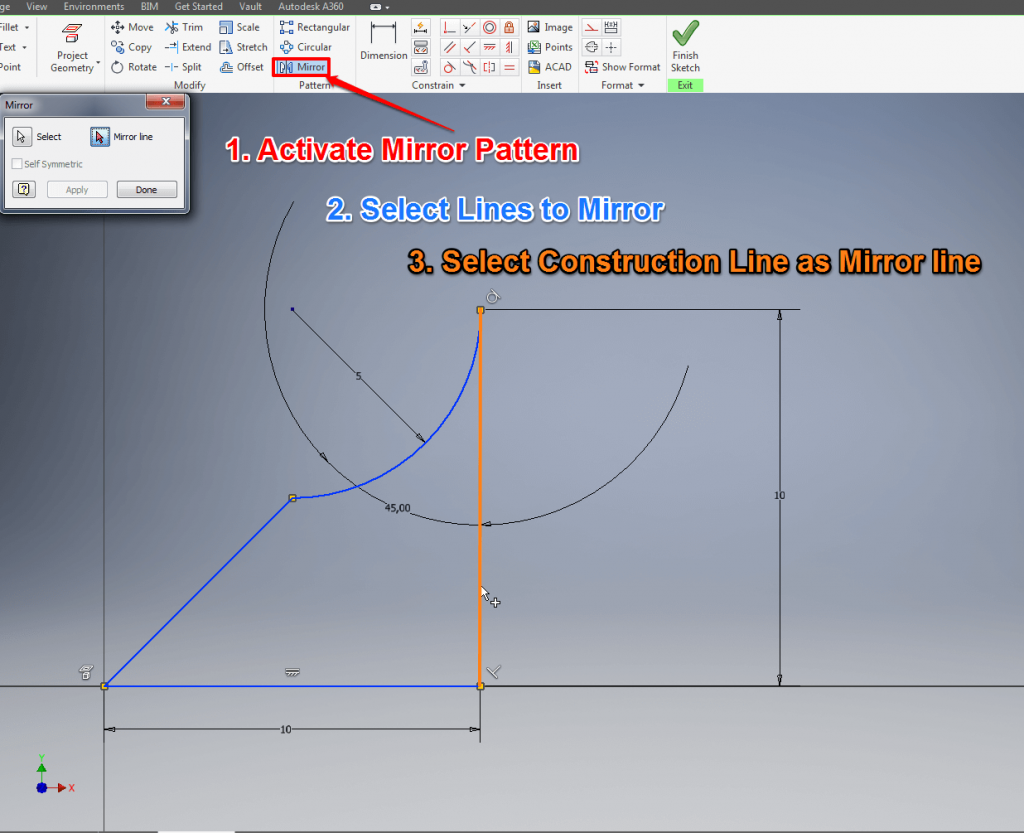 ge View Environments BIM Get Started Vault Autodesk A360
Fillet Move Trim Scale Rectangular Image
Text Copy Extend Stretch Circular Points
Point Rotate Split Offset Mirror ACAD Show Format
Project
Geometry
Dimension
Finish
Sketch
Modify Pattern Constrain Insert Format Exit
Mirror
Select Mirror line
Self Symmetric
Apply Done
1. Activate Mirror Pattern
2. Select Lines to Mirror
3. Select Construction Line as Mirror line
5
45,00
10
10
Y
X